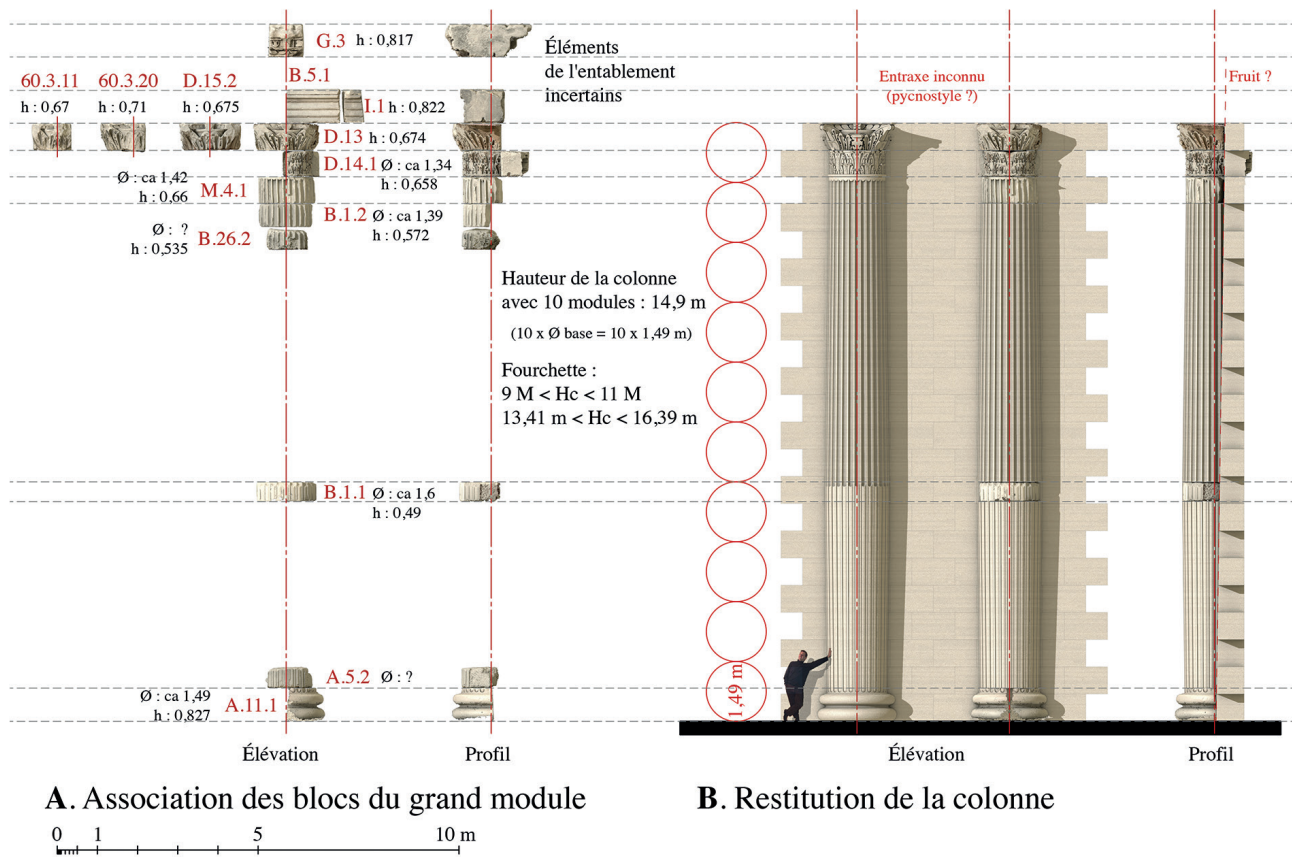 G.3 h : 0,817
Éléments
de l'entablement
incertains
60.3.11
h : 0,67
60.3.20
h : 0,71
D.15.2
h : 0,675
B.5.1
I.1 h : 0,822
D.13 h : 0,674
D.14.1 Ø : ca 1,34
h : 0,658
Ø : ca 1,42
h : 0,66
M.4.1
B.1.2 Ø : ca 1,39
h : 0,572
Ø : ?
h : 0,535
B.26.2
Hauteur de la colonne
avec 10 modules : 14,9 m
(10 x Ø base = 10 x 1,49 m)
Fourchette :
9 M < Hc < 11 M
13,41 m < Hc < 16,39 m
B.1.1 Ø : ca 1,6
h : 0,49
A.5.2 Ø : ?
Ø : ca 1,49
h : 0,827
A.11.1
Élévation
Profil
A. Association des blocs du grand module
0 1 5 10 m
Entraxe inconnu
(pycnostyle ?)
Fruit ?
1,49 m
Élévation
Profil
B. Restitution de la colonne